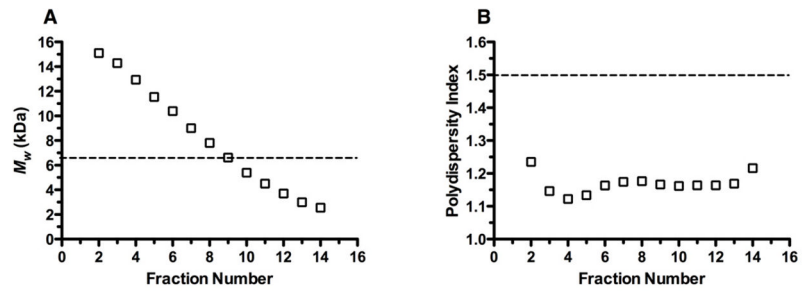 A
16
14
12
10
8
6
4
2
0
Mw (kDa)
0 2 4 6 8 10 12 14 16
Fraction Number
B
1.6
1.5
1.4
1.3
1.2
1.1
1.0
Polydispersity Index
0 2 4 6 8 10 12 14 16
Fraction Number